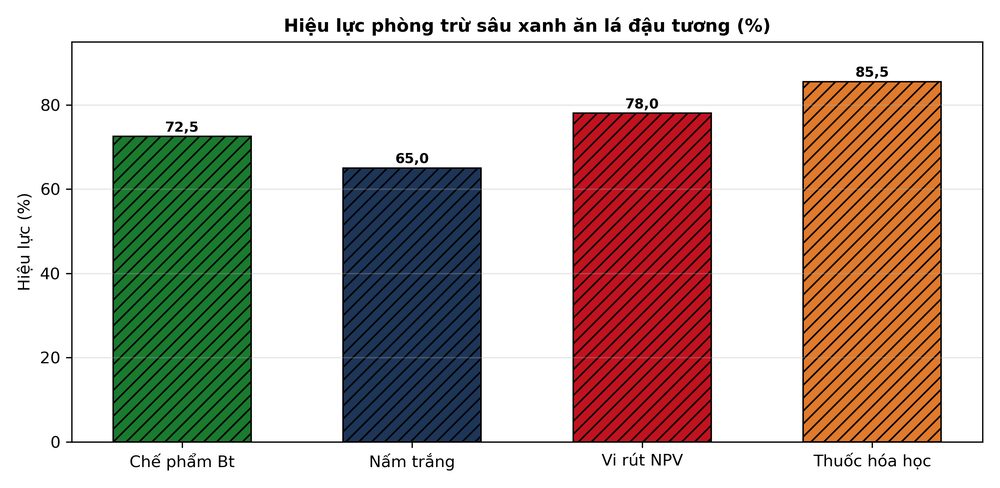 Hiệu lực phòng trừ sâu xanh ăn lá đậu tương (%)
Hiệu lực (%)
80
60
40
20
0
72,5
65,0
78,0
85,5
Chế phẩm Bt
Nấm trắng
Vi rút NPV
Thuốc hóa học